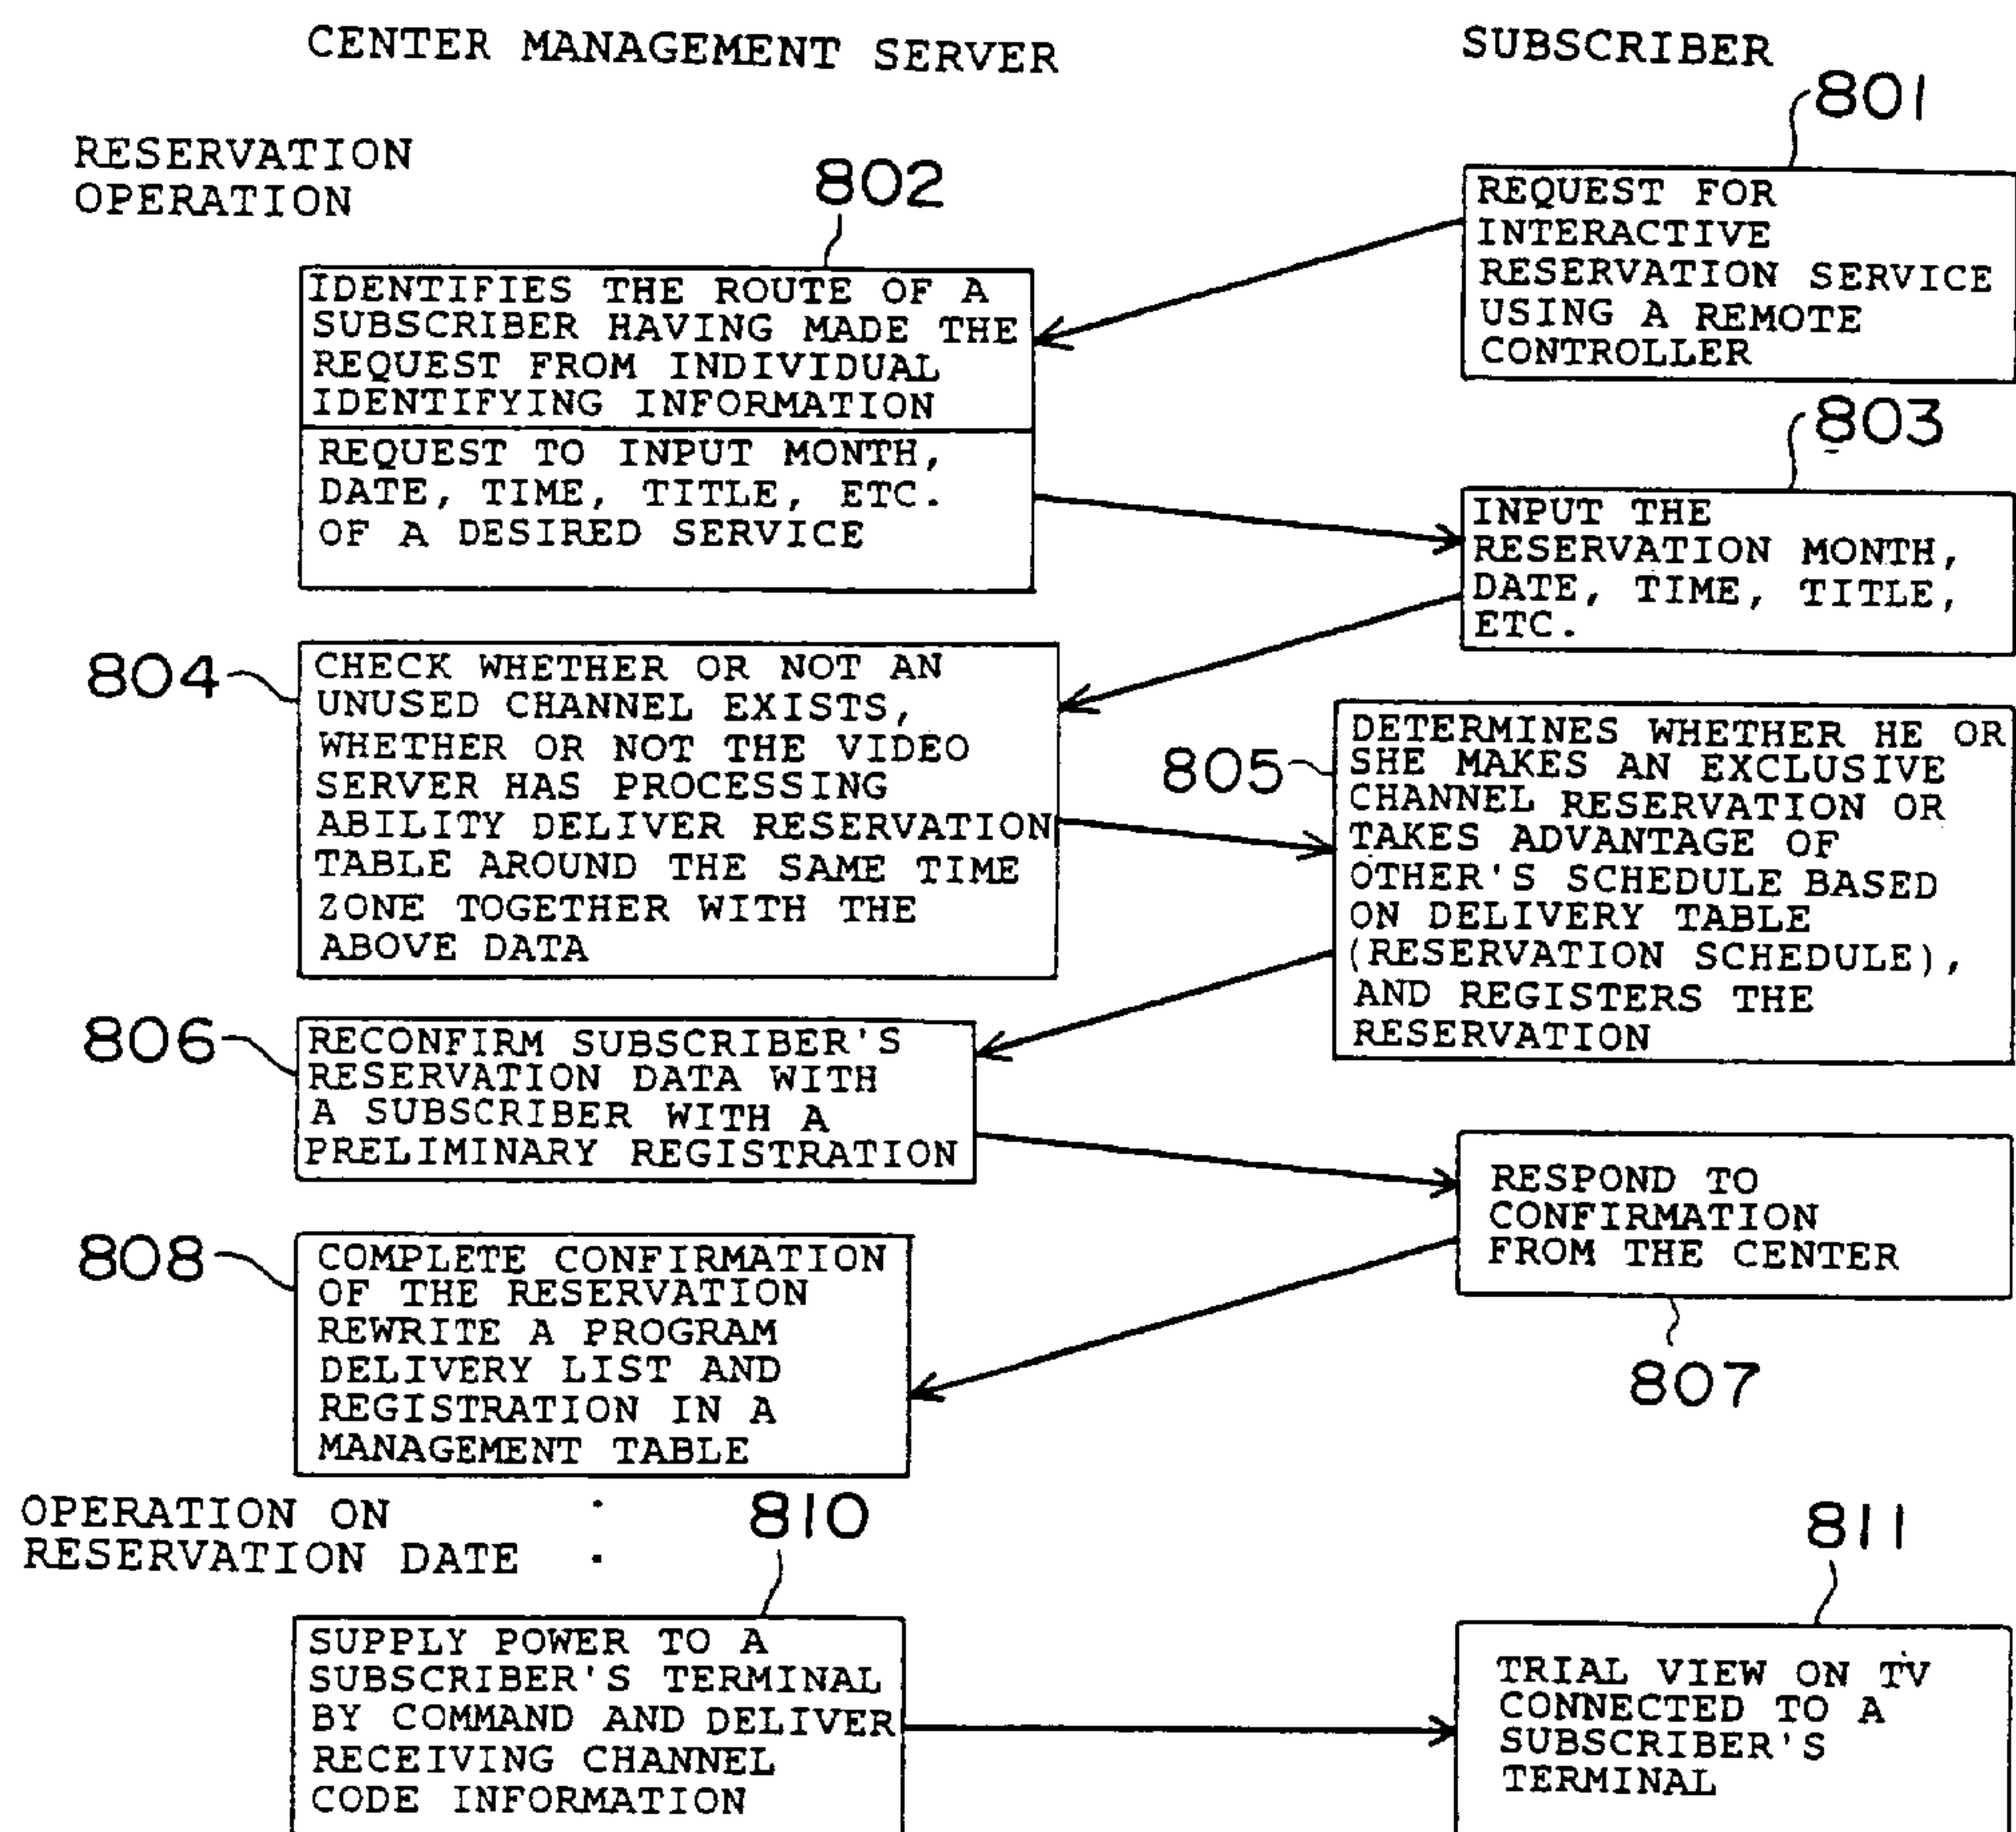 CENTER MANAGEMENT SERVER
SUBSCRIBER
RESERVATION
OPERATION
801
REQUEST FOR
INTERACTIVE
RESERVATION SERVICE
USING A REMOTE
CONTROLLER
802
IDENTIFIES THE ROUTE OF A
SUBSCRIBER HAVING MADE THE
REQUEST FROM INDIVIDUAL
IDENTIFYING INFORMATION
REQUEST TO INPUT MONTH,
DATE, TIME, TITLE, ETC.
OF A DESIRED SERVICE
803
INPUT THE
RESERVATION MONTH,
DATE, TIME, TITLE,
ETC.
804
CHECK WHETHER OR NOT AN
UNUSED CHANNEL EXISTS,
WHETHER OR NOT THE VIDEO
SERVER HAS PROCESSING
ABILITY DELIVER RESERVATION
TABLE AROUND THE SAME TIME
ZONE TOGETHER WITH THE
ABOVE DATA
805
DETERMINES WHETHER HE OR
SHE MAKES AN EXCLUSIVE
CHANNEL RESERVATION OR
TAKES ADVANTAGE OF
OTHER'S SCHEDULE BASED
ON DELIVERY TABLE
(RESERVATION SCHEDULE),
AND REGISTERS THE
RESERVATION
806
RECONFIRM SUBSCRIBER'S
RESERVATION DATA WITH
A SUBSCRIBER WITH A
PRELIMINARY REGISTRATION
RESPOND TO
CONFIRMATION
FROM THE CENTER
807
808
COMPLETE CONFIRMATION
OF THE RESERVATION
REWRITE A PROGRAM
DELIVERY LIST AND
REGISTRATION IN A
MANAGEMENT TABLE
OPERATION ON
RESERVATION DATE
810
SUPPLY POWER TO A
SUBSCRIBER'S TERMINAL
BY COMMAND AND DELIVER
RECEIVING CHANNEL
CODE INFORMATION
811
TRIAL VIEW ON TV
CONNECTED TO A
SUBSCRIBER'S
TERMINAL